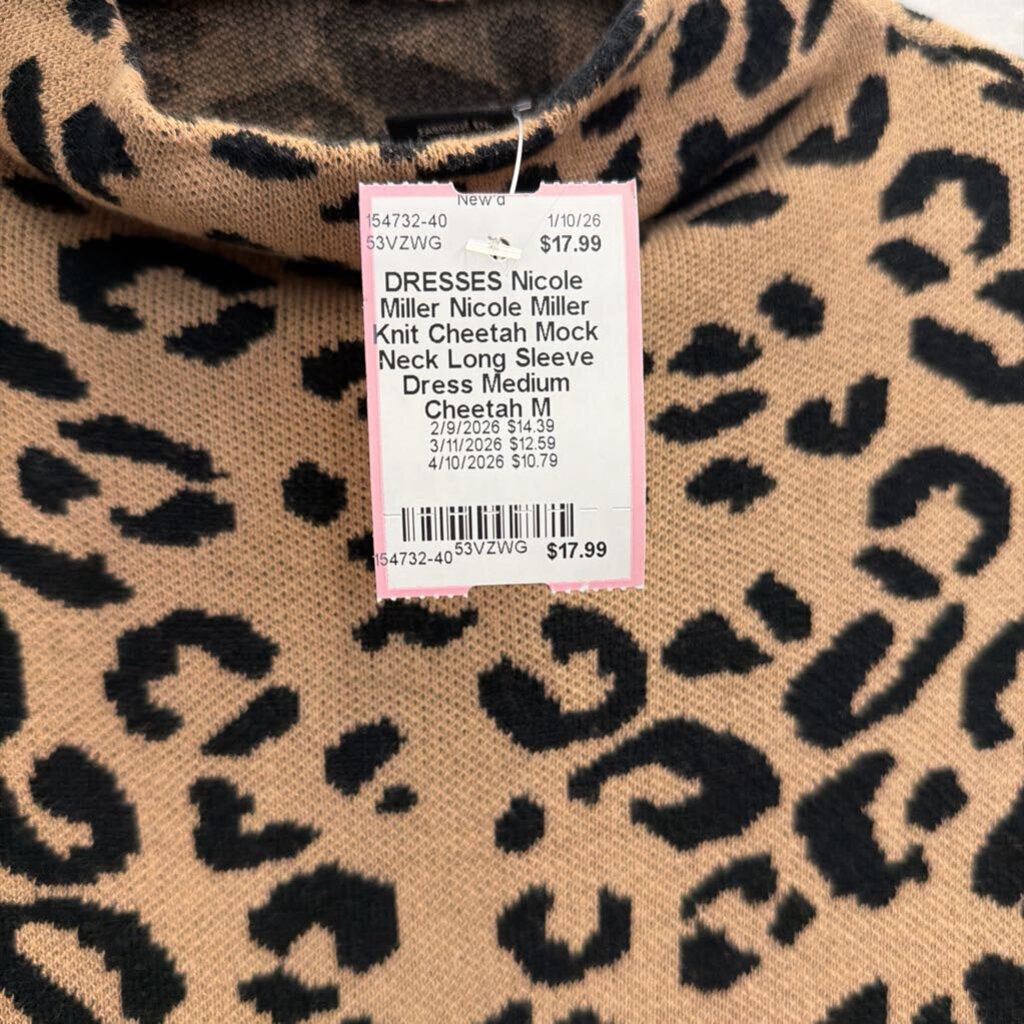 New'd
154732-40 1/10/26
53VZWG $17.99
DRESSES Nicole
Miller Nicole Miller
Knit Cheetah Mock
Neck Long Sleeve
Dress Medium
Cheetah M
2/9/2026 $14.39
3/11/2026 $12.59
4/10/2026 $10.79
154732-40 53VZWG $17.99